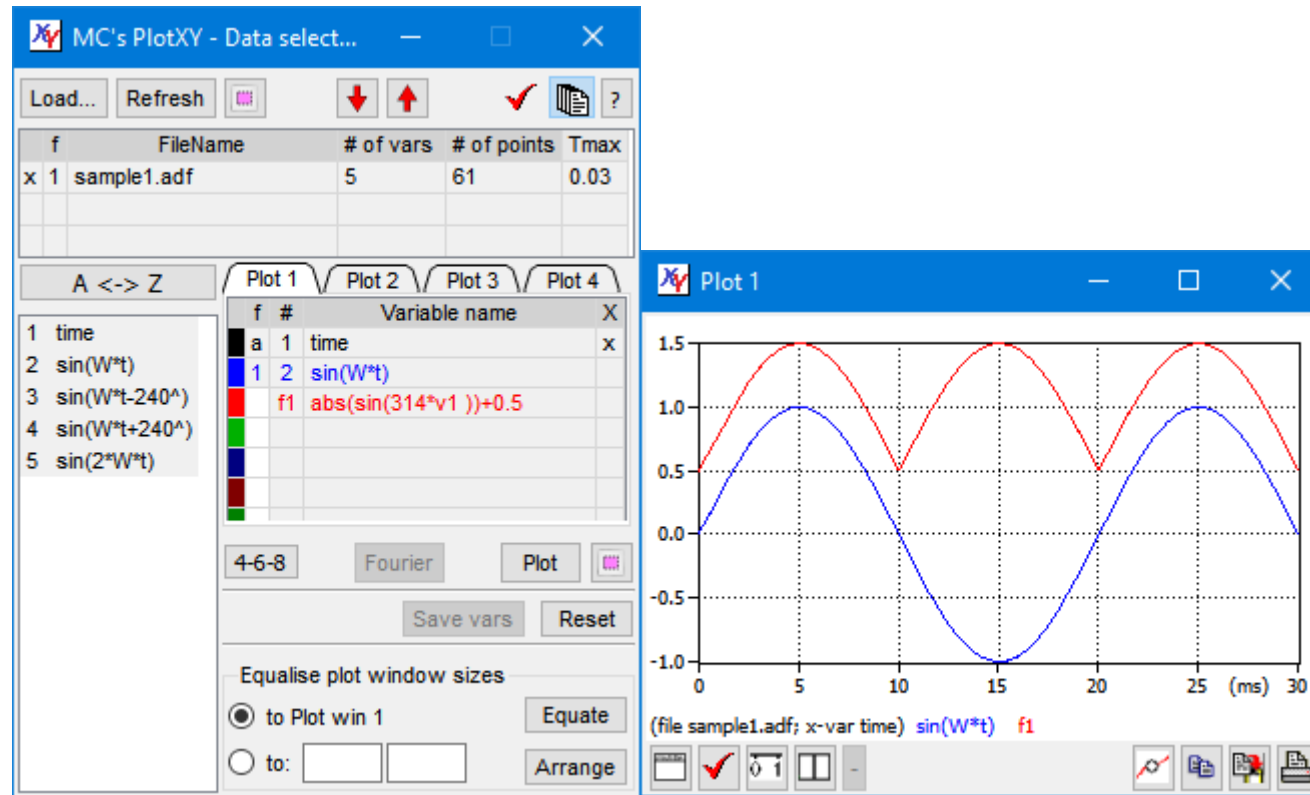 MC's PlotXY - Data select...
Load... Refresh ?
f FileName # of vars # of points Tmax
x 1 sample1.adf 5 61 0.03
A <-> Z
1 time
2 sin(W*t)
3 sin(W*t-240^)
4 sin(W*t+240^)
5 sin(2*W*t)
Plot 1 Plot 2 Plot 3 Plot 4
f # Variable name X
a 1 time x
1 2 sin(W*t)
f1 abs(sin(314*v1 ))+0.5
4-6-8 Fourier Plot
Save vars Reset
Equalise plot window sizes
to Plot win 1 Equate
to: Arrange
Plot 1
1.5
1.0
0.5
0.0
-0.5
-1.0
0 5 10 15 20 25 (ms) 30
(file sample1.adf; x-var time) sin(W*t) f1
0 1 -